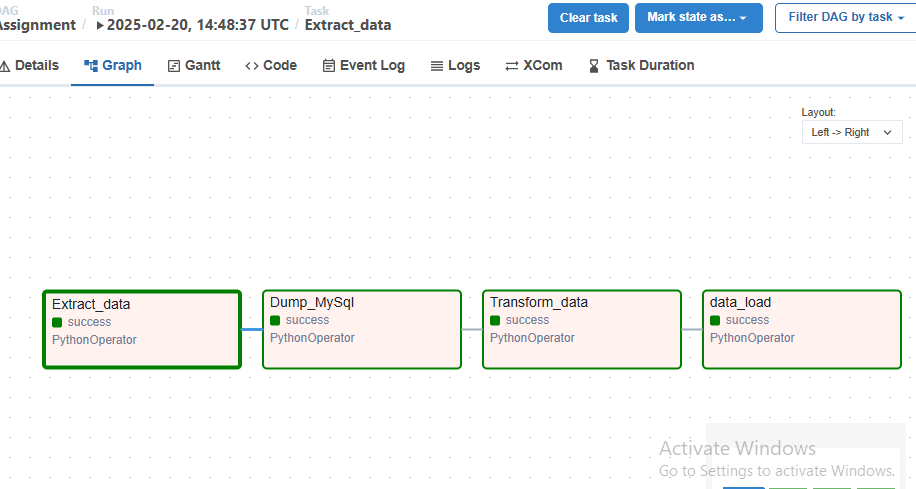 DAG Run Task
Assignment / 2025-02-20, 14:48:37 UTC / Extract_data
Clear task Mark state as... Filter DAG by task
Details Graph Gantt <> Code Event Log Logs XCom Task Duration
Layout:
Left -> Right
Extract_data
success
PythonOperator
Dump_MySql
success
PythonOperator
Transform_data
success
PythonOperator
data_load
success
PythonOperator
Activate Windows
Go to Settings to activate Windows.